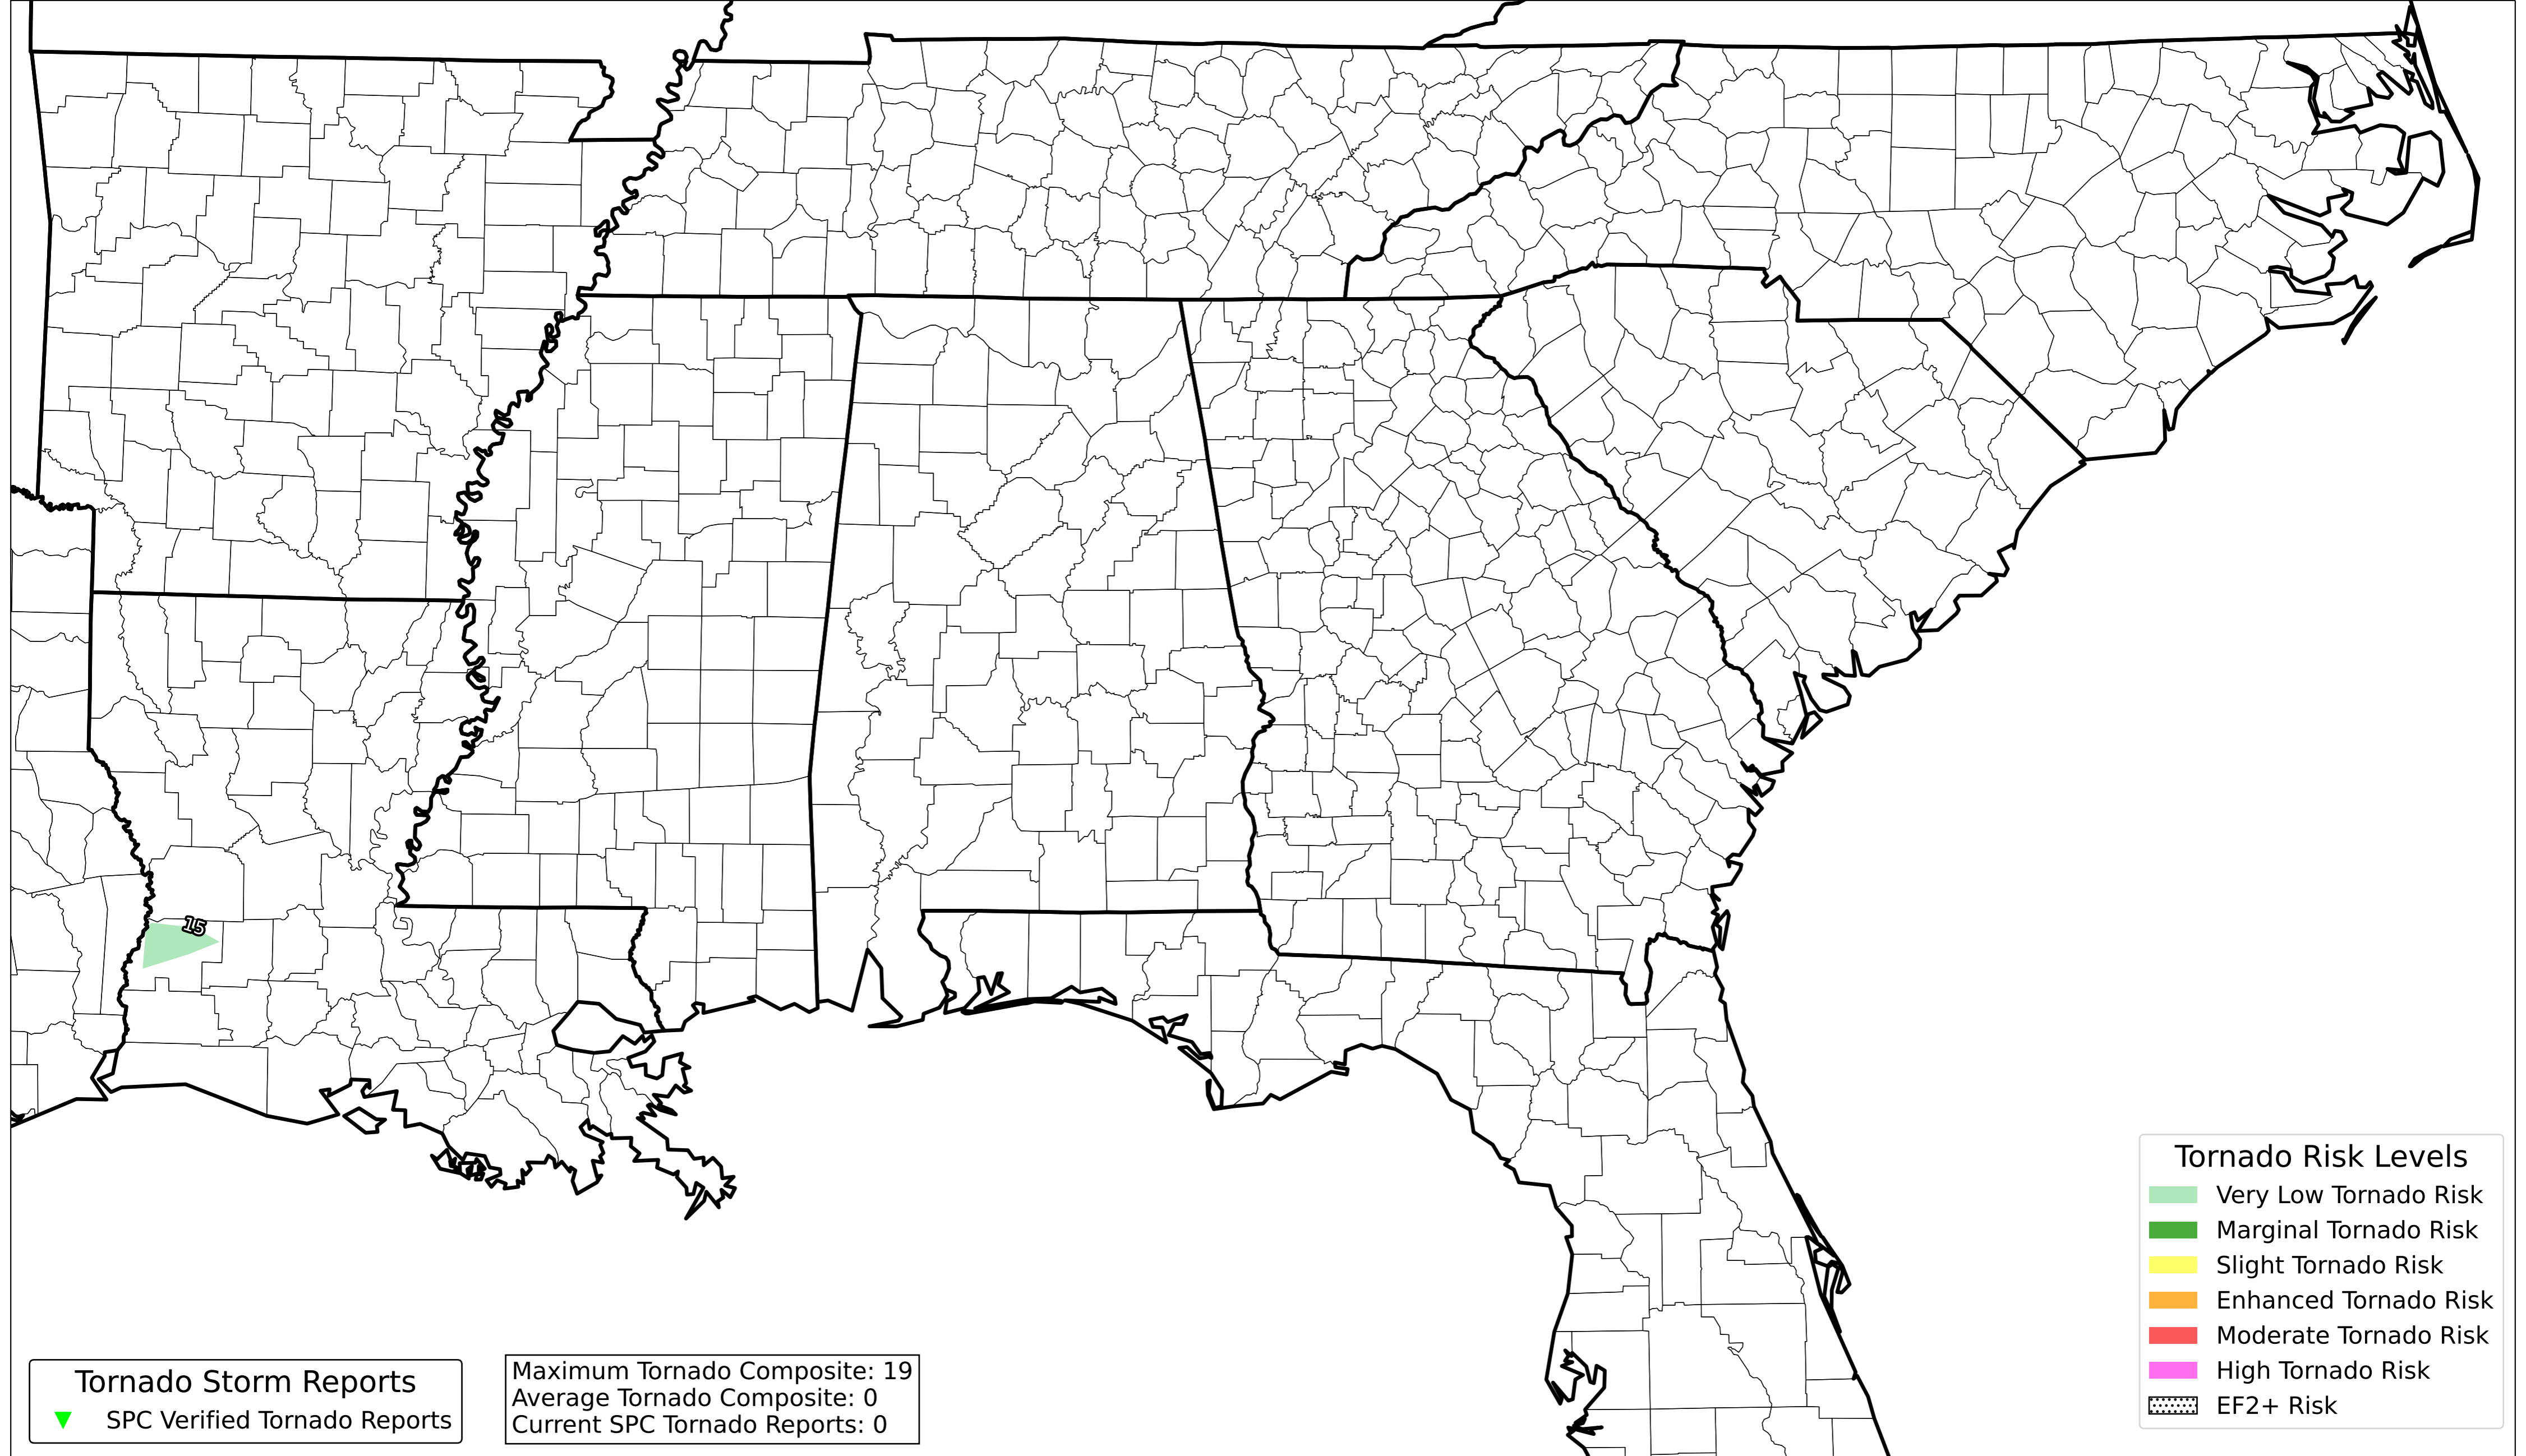 15
Tornado Storm Reports
SPC Verified Tornado Reports
Maximum Tornado Composite: 19
Average Tornado Composite: 0
Current SPC Tornado Reports: 0
Tornado Risk Levels
Very Low Tornado Risk
Marginal Tornado Risk
Slight Tornado Risk
Enhanced Tornado Risk
Moderate Tornado Risk
High Tornado Risk
EF2+ Risk